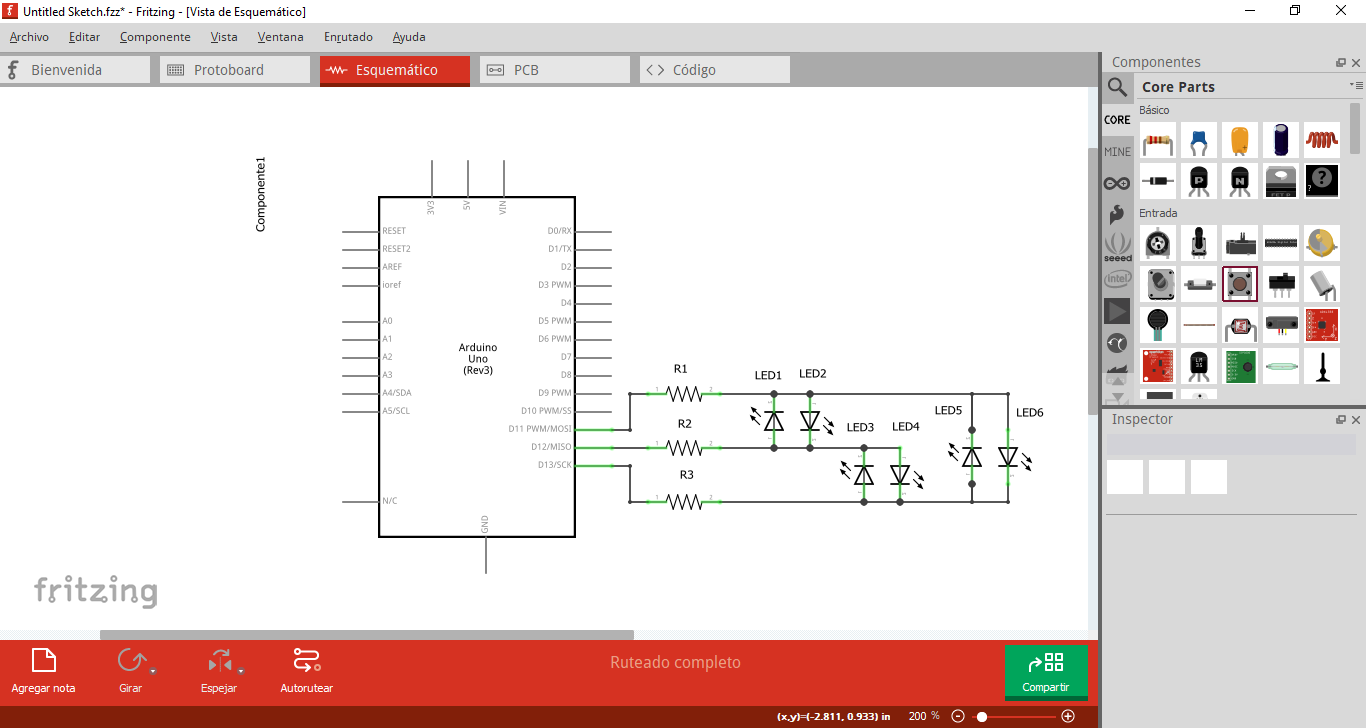 Untitled Sketch.fzz* - Fritzing - [Vista de Esquemático]
Archivo Editar Componente Vista Ventana Enrutado Ayuda
Bienvenida Protoboard Esquemático PCB Código
Componente1
3V3 5V VIN
RESET D0/RX
RESET2 D1/TX
AREF D2
ioref D3 PWM
D4
A0 D5 PWM
A1 D6 PWM
A2 D7
A3 D8
A4/SDA D9 PWM
A5/SCL D10 PWM/SS
D11 PWM/MOSI
D12/MISO
D13/SCK
N/C
GND
Arduino
Uno
(Rev3)
R1
R2
R3
LED1 LED2
LED3 LED4
LED5 LED6
fritzing
Componentes
CORE
MINE
seeed
intel
Core Parts
Básico
P N
?
Entrada
Inspector
Agregar nota Girar Espejar Autorutear
Ruteado completo
Compartir
(x,y)=(-2.811, 0.933) in 200 %